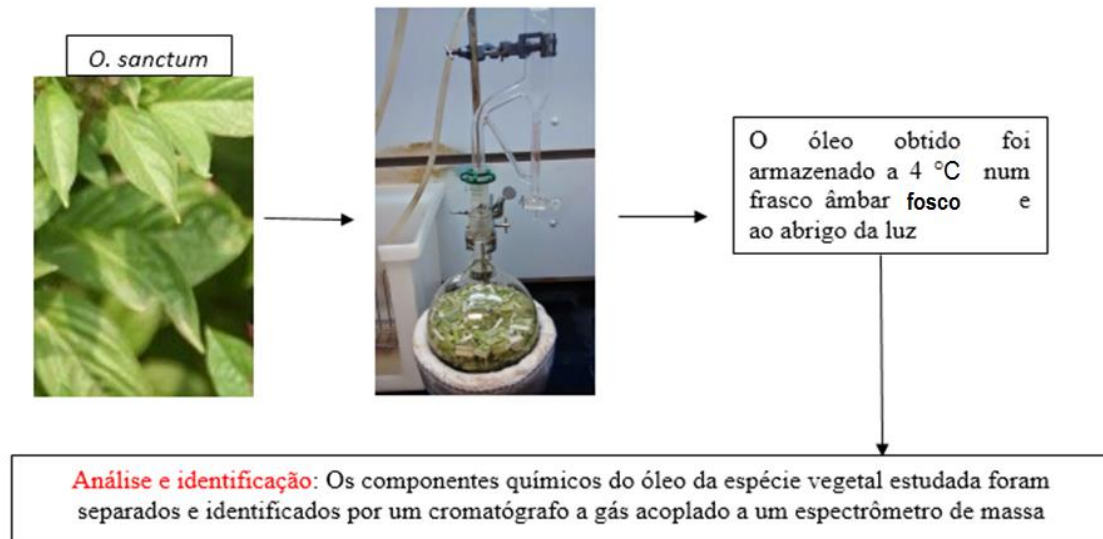 O. sanctum
O óleo obtido foi
armazenado a 4 °C num
frasco âmbar fosco e
ao abrigo da luz
Análise e identificação: Os componentes químicos do óleo da espécie vegetal estudada foram
separados e identificados por um cromatógrafo a gás acoplado a um espectrômetro de massa